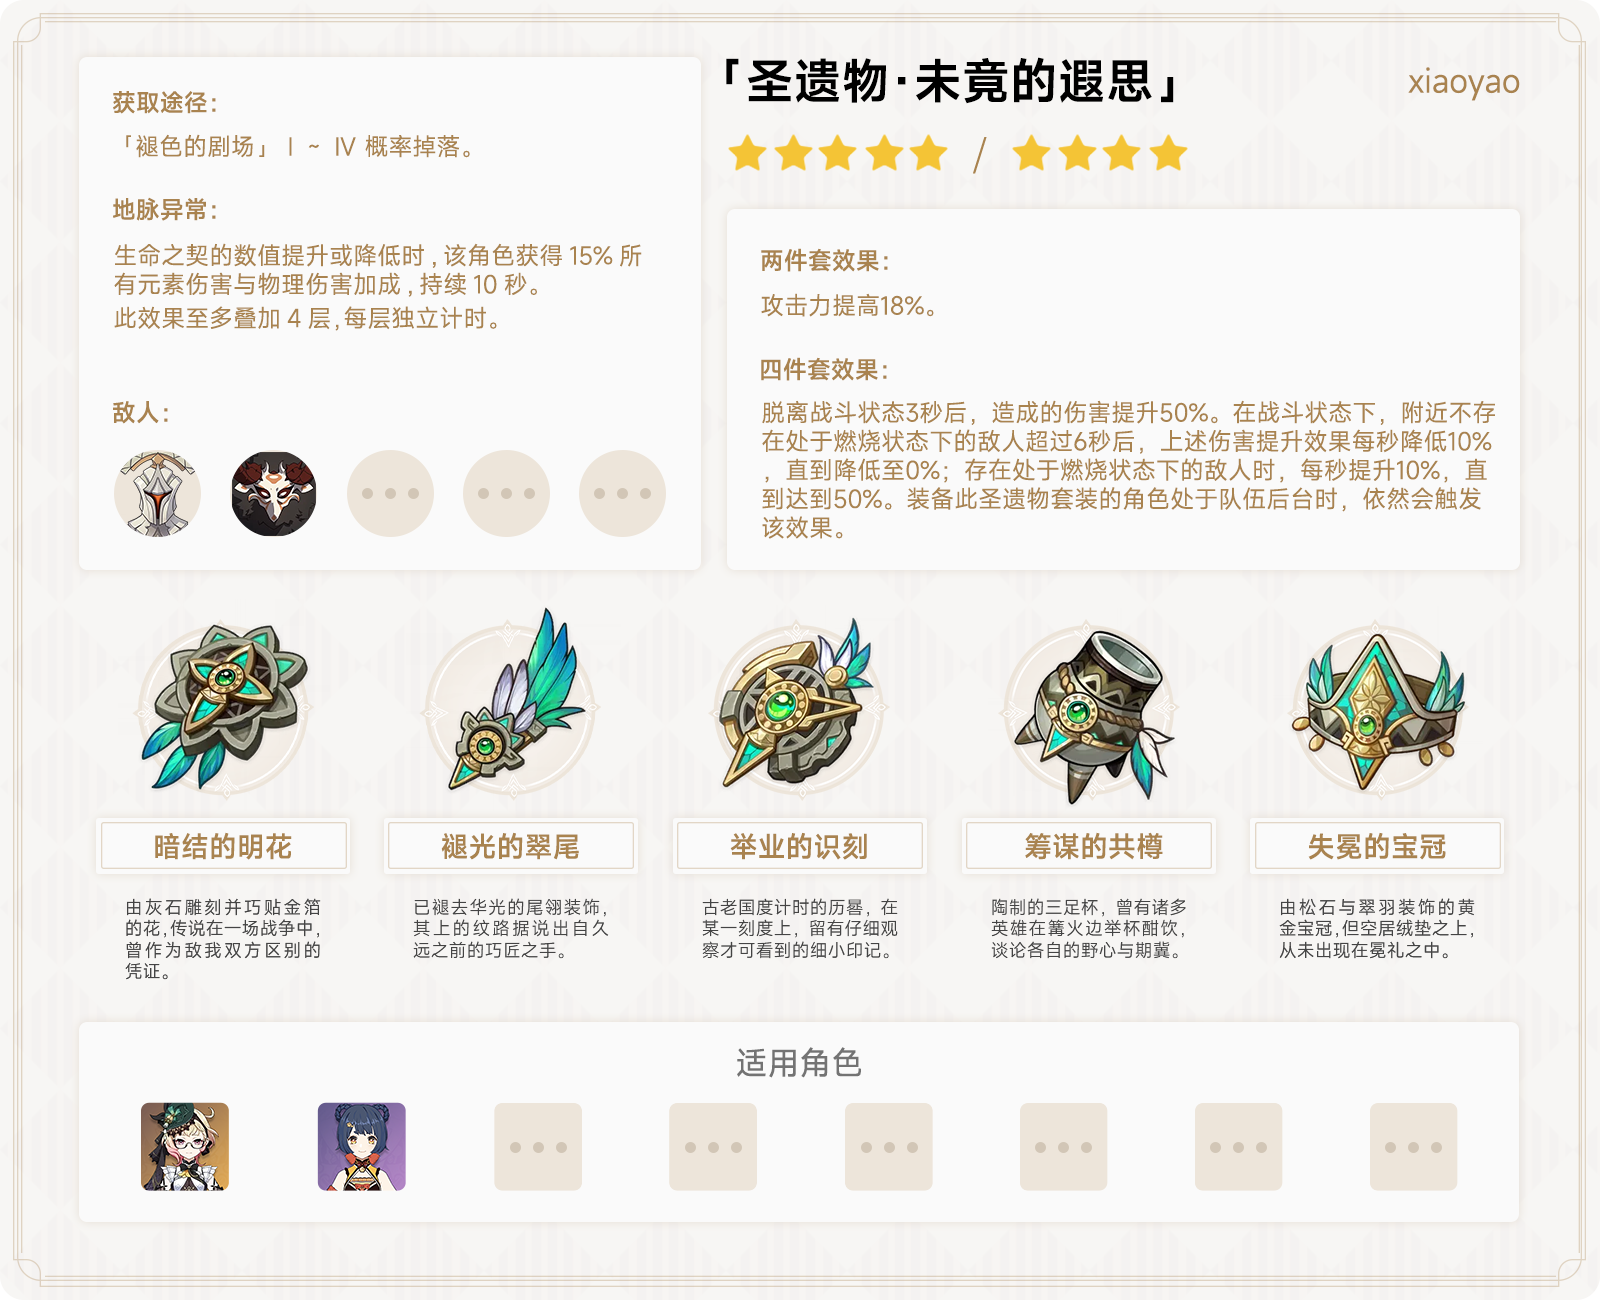 获取途径：
「褪色的剧场」Ⅰ ~ Ⅳ 概率掉落。
地脉异常：
生命之契的数值提升或降低时，该角色获得 15% 所
有元素伤害与物理伤害加成，持续 10 秒。
此效果至多叠加 4 层，每层独立计时。
敌人：
「圣遗物·未竟的遐思」
xiaoyao
/
两件套效果：
攻击力提高18%。
四件套效果：
脱离战斗状态3秒后，造成的伤害提升50%。在战斗状态下，附近不存
在处于燃烧状态下的敌人超过6秒后，上述伤害提升效果每秒降低10%
，直到降低至0%；存在处于燃烧状态下的敌人时，每秒提升10%，直
到达到50%。装备此圣遗物套装的角色处于队伍后台时，依然会触发
该效果。
暗结的明花
由灰石雕刻并巧贴金箔
的花，传说在一场战争中，
曾作为敌我双方区别的
凭证。
褪光的翠尾
已褪去华光的尾翎装饰，
其上的纹路据说出自久
远之前的巧匠之手。
举业的识刻
古老国度计时的历晷，在
某一刻度上，留有仔细观
察才可看到的细小印记。
筹谋的共樽
陶制的三足杯，曾有诸多
英雄在篝火边举杯酣饮，
谈论各自的野心与期冀。
失冕的宝冠
由松石与翠羽装饰的黄
金宝冠，但空居绒垫之上，
从未出现在冕礼之中。
适用角色